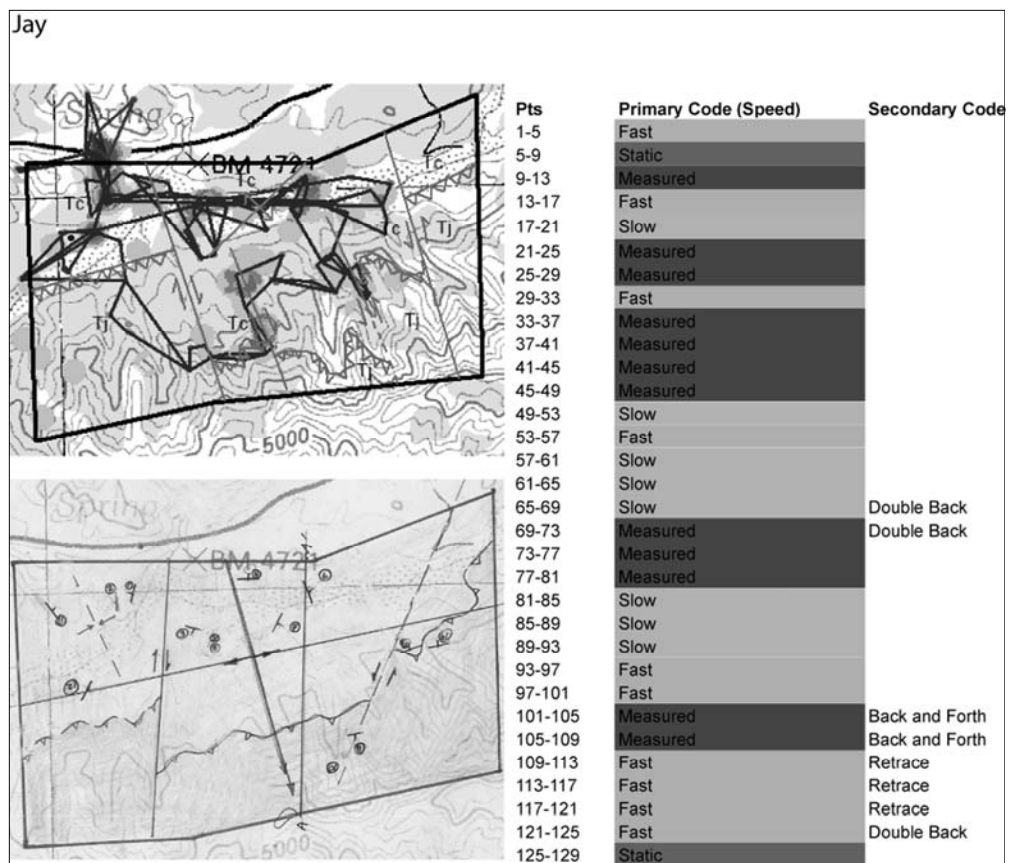 Jay
Spring
BM 4721
Tc
Tc
Tc
Tc
Tj
Tj
Tc
Tj
Tj
5000
Spring
BM 4721
5000
Pts Primary Code (Speed) Secondary Code
1-5 Fast
5-9 Static
9-13 Measured
13-17 Fast
17-21 Slow
21-25 Measured
25-29 Measured
29-33 Fast
33-37 Measured
37-41 Measured
41-45 Measured
45-49 Measured
49-53 Slow
53-57 Fast
57-61 Slow
61-65 Slow
65-69 Slow Double Back
69-73 Measured Double Back
73-77 Measured
77-81 Measured
81-85 Slow
85-89 Slow
89-93 Slow
93-97 Fast
97-101 Fast
101-105 Measured Back and Forth
105-109 Measured Back and Forth
109-113 Fast Retrace
113-117 Fast Retrace
117-121 Fast Retrace
121-125 Fast Double Back
125-129 Static